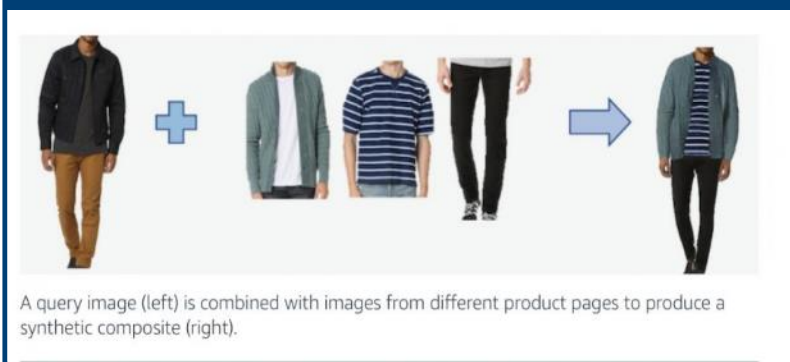 A query image (left) is combined with images from different product pages to produce a
synthetic composite (right).